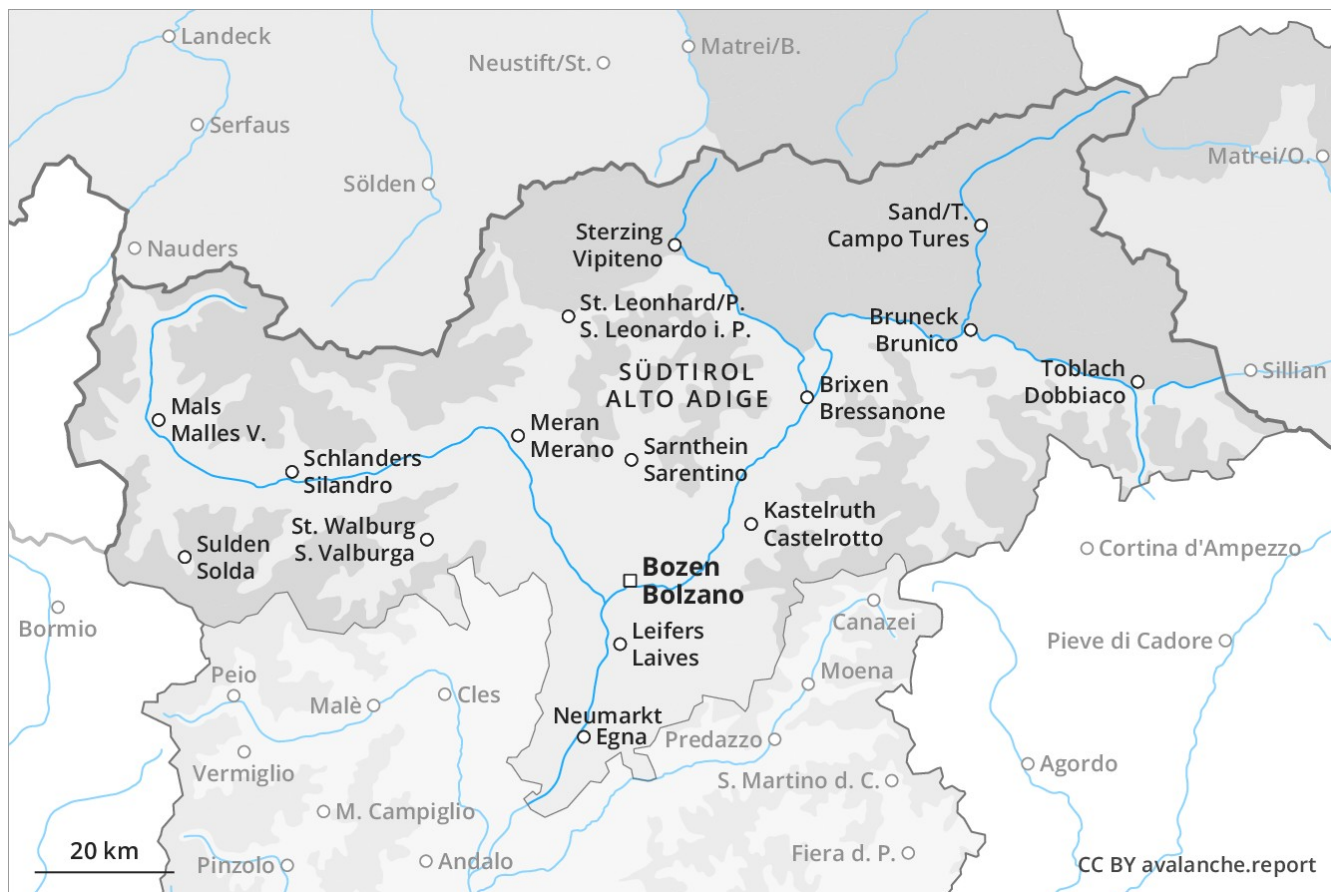 Landeck
Neustift/St.
Matrei/B.
Serfaus
Matrei/O.
Sölden
Nauders
Sterzing
Vipiteno
Sand/T.
Campo Tures
St. Leonhard/P.
S. Leonardo i. P.
Bruneck
Brunico
SÜDTIROL
ALTO ADIGE
Toblach
Dobbiaco
Sillian
Brixen
Bressanone
Mals
Malles V.
Meran
Merano
Sarnthein
Sarentino
Schlanders
Silandro
Kastelruth
Castelrotto
St. Walburg
S. Valburga
Sulden
Solda
Cortina d'Ampezzo
Bozen
Bolzano
Bormio
Canazei
Leifers
Laives
Pieve di Cadore
Peio
Moena
Malè
Cles
Neumarkt
Egna
Predazzo
Vermiglio
Agordo
S. Martino d. C.
M. Campiglio
20 km
Pinzolo
Andalo
Fiera d. P.
CC BY avalanche.report